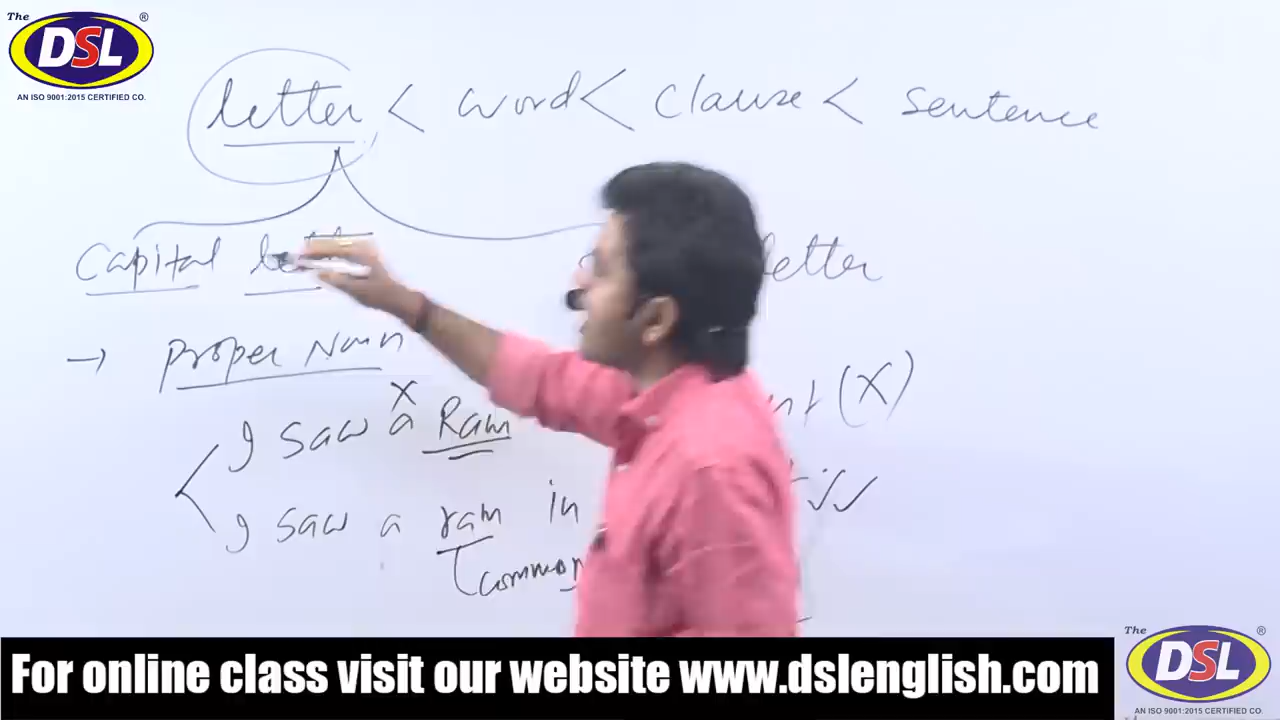 The DSL ®
AN ISO 9001:2015 CERTIFIED CO.
letter < word < clause < sentence
Capital letter
→ Proper Noun
(X)
x
I saw a Ram
I saw a ram in
common
For online class visit our website www.dslenglish.com
The DSL ®
AN ISO 9001:2015 CERTIFIED CO.